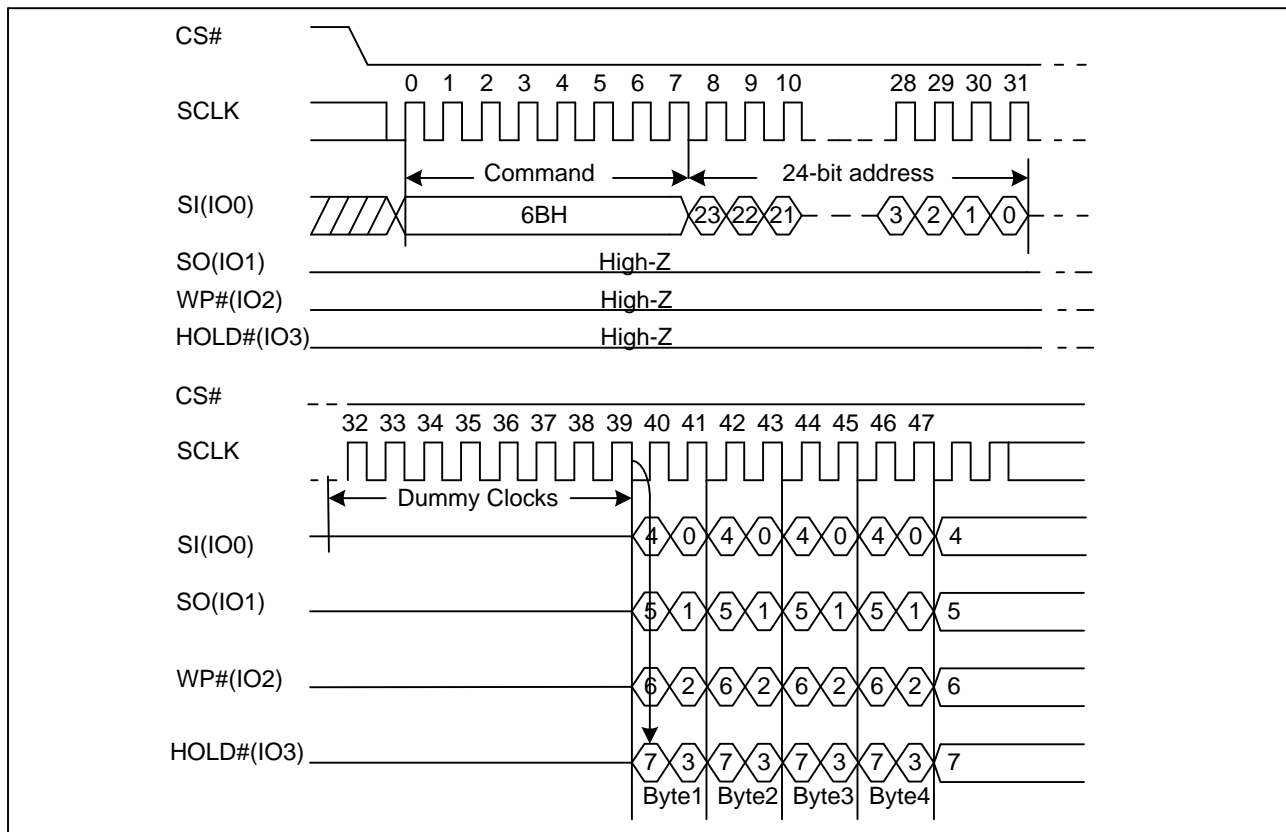 CS#
0 1 2 3 4 5 6 7 8 9 10 28 29 30 31
SCLK
Command 24-bit address
SI(IO0) 6BH 23 22 21 3 2 1 0
SO(IO1) High-Z
WP#(IO2) High-Z
HOLD#(IO3) High-Z
CS#
32 33 34 35 36 37 38 39 40 41 42 43 44 45 46 47
SCLK
Dummy Clocks
SI(IO0) 4 0 4 0 4 0 4 0 4
SO(IO1) 5 1 5 1 5 1 5 1 5
WP#(IO2) 6 2 6 2 6 2 6 2 6
HOLD#(IO3) 7 3 7 3 7 3 7 3 7
Byte1 Byte2 Byte3 Byte4